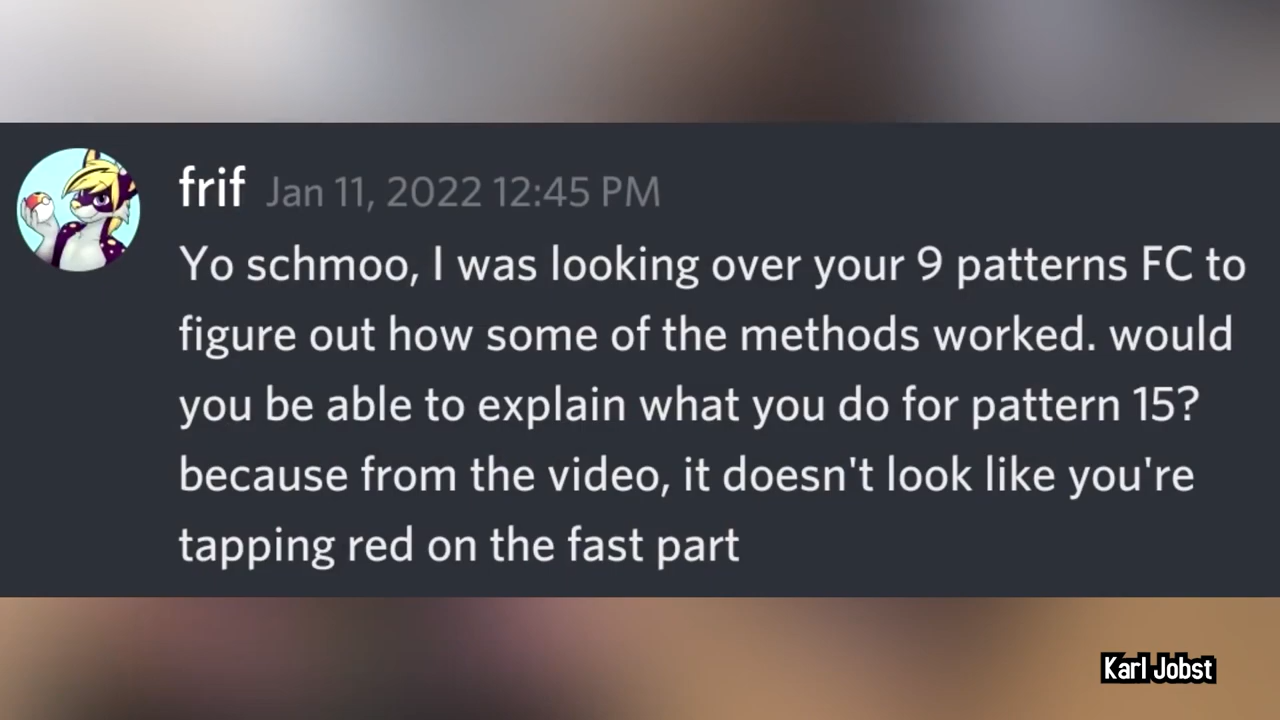 frif Jan 11, 2022 12:45 PM
Yo schmoo, I was looking over your 9 patterns FC to
figure out how some of the methods worked. would
you be able to explain what you do for pattern 15?
because from the video, it doesn't look like you're
tapping red on the fast part
Karl Jobst